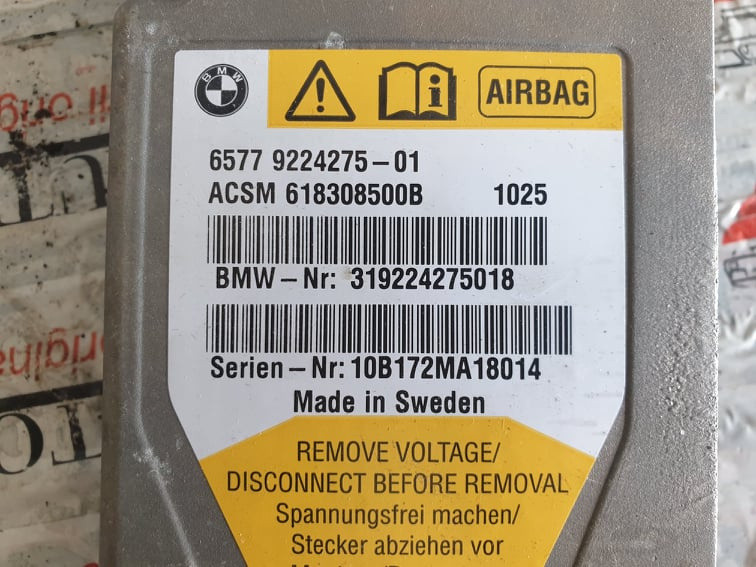 BMW
AIRBAG
6577 9224275-01
ACSM 618308500B 1025
BMW-Nr: 319224275018
Serien-Nr: 10B172MA18014
Made in Sweden
REMOVE VOLTAGE/
DISCONNECT BEFORE REMOVAL
Spannungsfrei machen/
Stecker abziehen vor